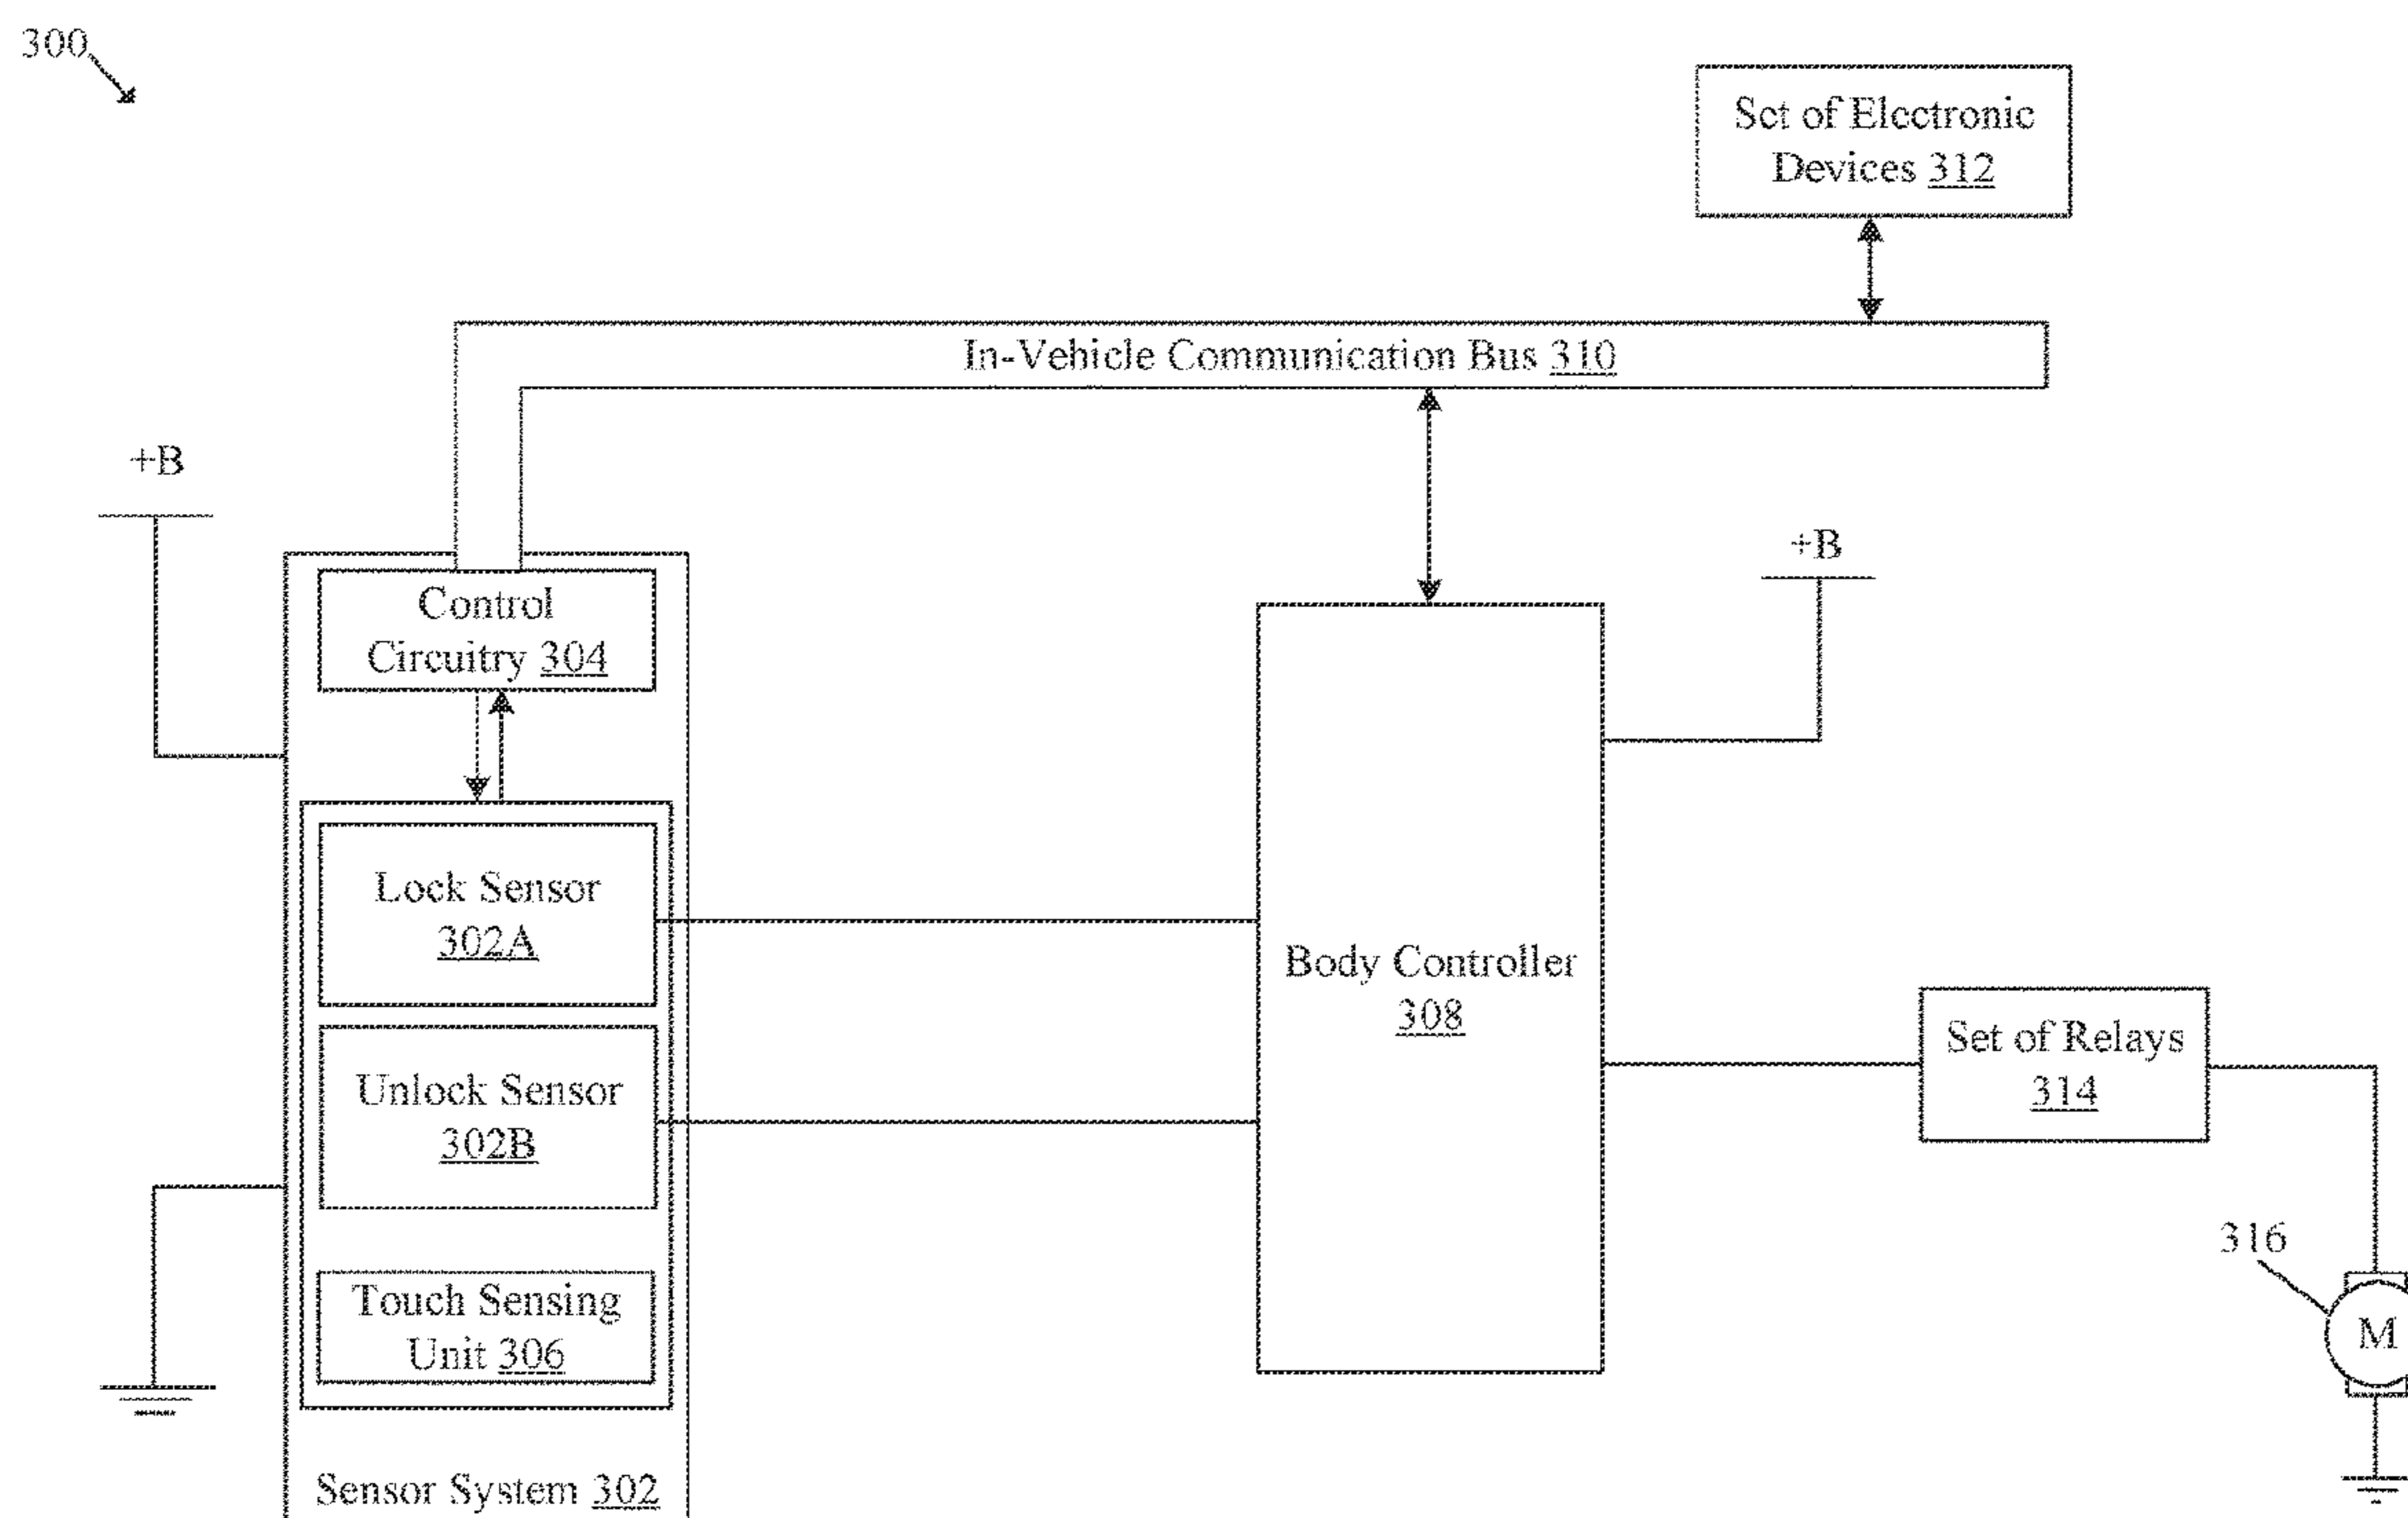 300
Set of Electronic
Devices 312
In-Vehicle Communication Bus 310
+B
+B
Control
Circuitry 304
Lock Sensor
302A
Unlock Sensor
302B
Touch Sensing
Unit 306
Sensor System 302
Body Controller
308
Set of Relays
314
316
M